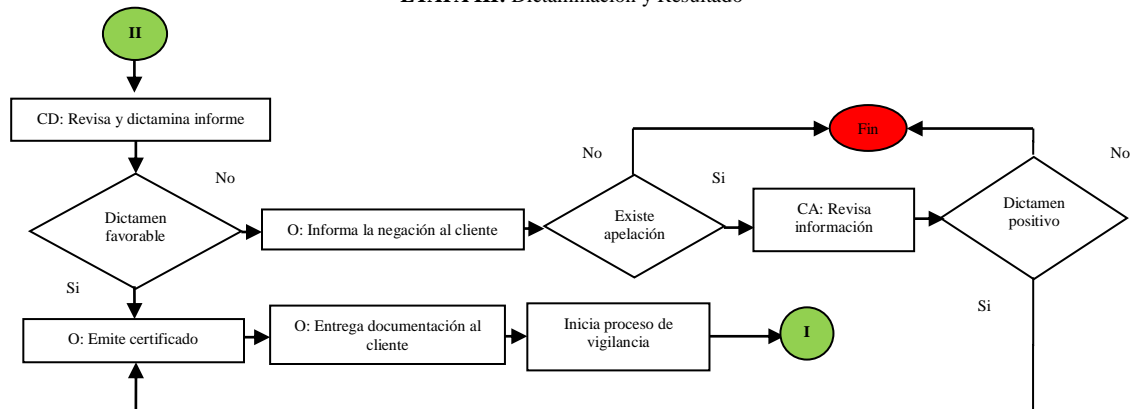 ETAPA III: Dictaminación y Resultado
II
CD: Revisa y dictamina informe
Fin
No
No
No
Si
Dictamen
favorable
O: Informa la negación al cliente
Existe
apelación
CA: Revisa
información
Dictamen
positivo
Si
Si
O: Emite certificado
O: Entrega documentación al
cliente
Inicia proceso de
vigilancia
I